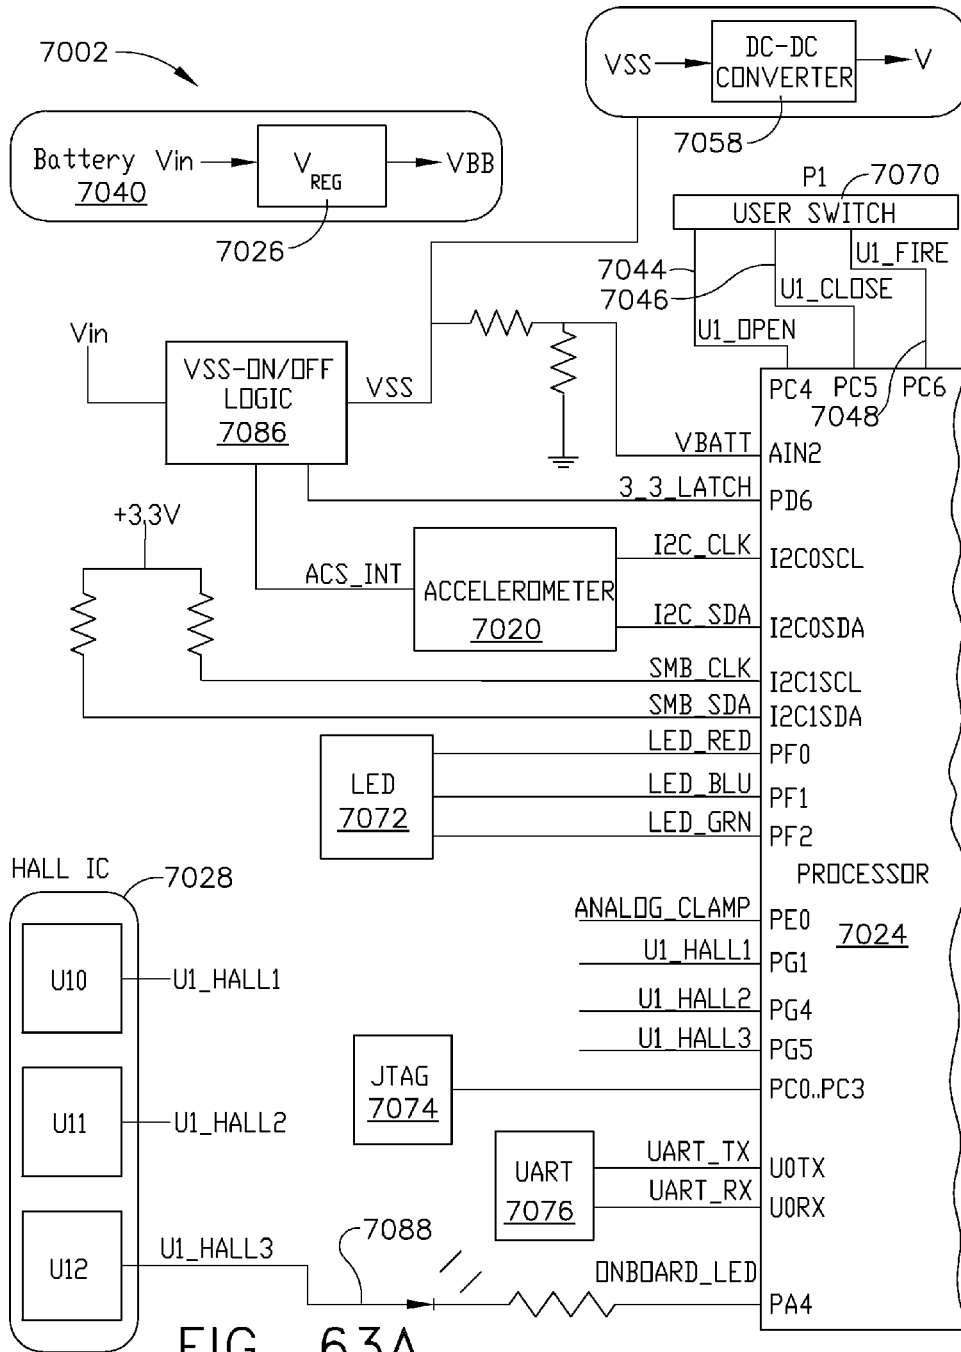 7002
VSS
DC-DC
CONVERTER
V
7058
Battery
7040
Vin
V
REG
VBB
7026
P1
7070
USER SWITCH
7044
7046
U1_FIRE
U1_CLOSE
U1_OPEN
Vin
VSS-ON/OFF
LOGIC
7086
VSS
PC4
PC5
PC6
7048
VBATT
AIN2
3_3_LATCH
PD6
+3.3V
ACS_INT
ACCELEROMETER
7020
I2C_CLK
I2C0SCL
I2C_SDA
I2C0SDA
SMB_CLK
I2C1SCL
SMB_SDA
I2C1SDA
LED
7072
LED_RED
PF0
LED_BLU
PF1
LED_GRN
PF2
HALL IC
7028
PROCESSOR
7024
ANALOG_CLAMP
PE0
U10
U1_HALL1
U1_HALL1
PG1
U1_HALL2
PG4
U1_HALL3
PG5
JTAG
7074
PC0..PC3
U11
U1_HALL2
UART
7076
UART_TX
U0TX
UART_RX
U0RX
U12
U1_HALL3
7088
ONBOARD_LED
PA4
FIG. 63A